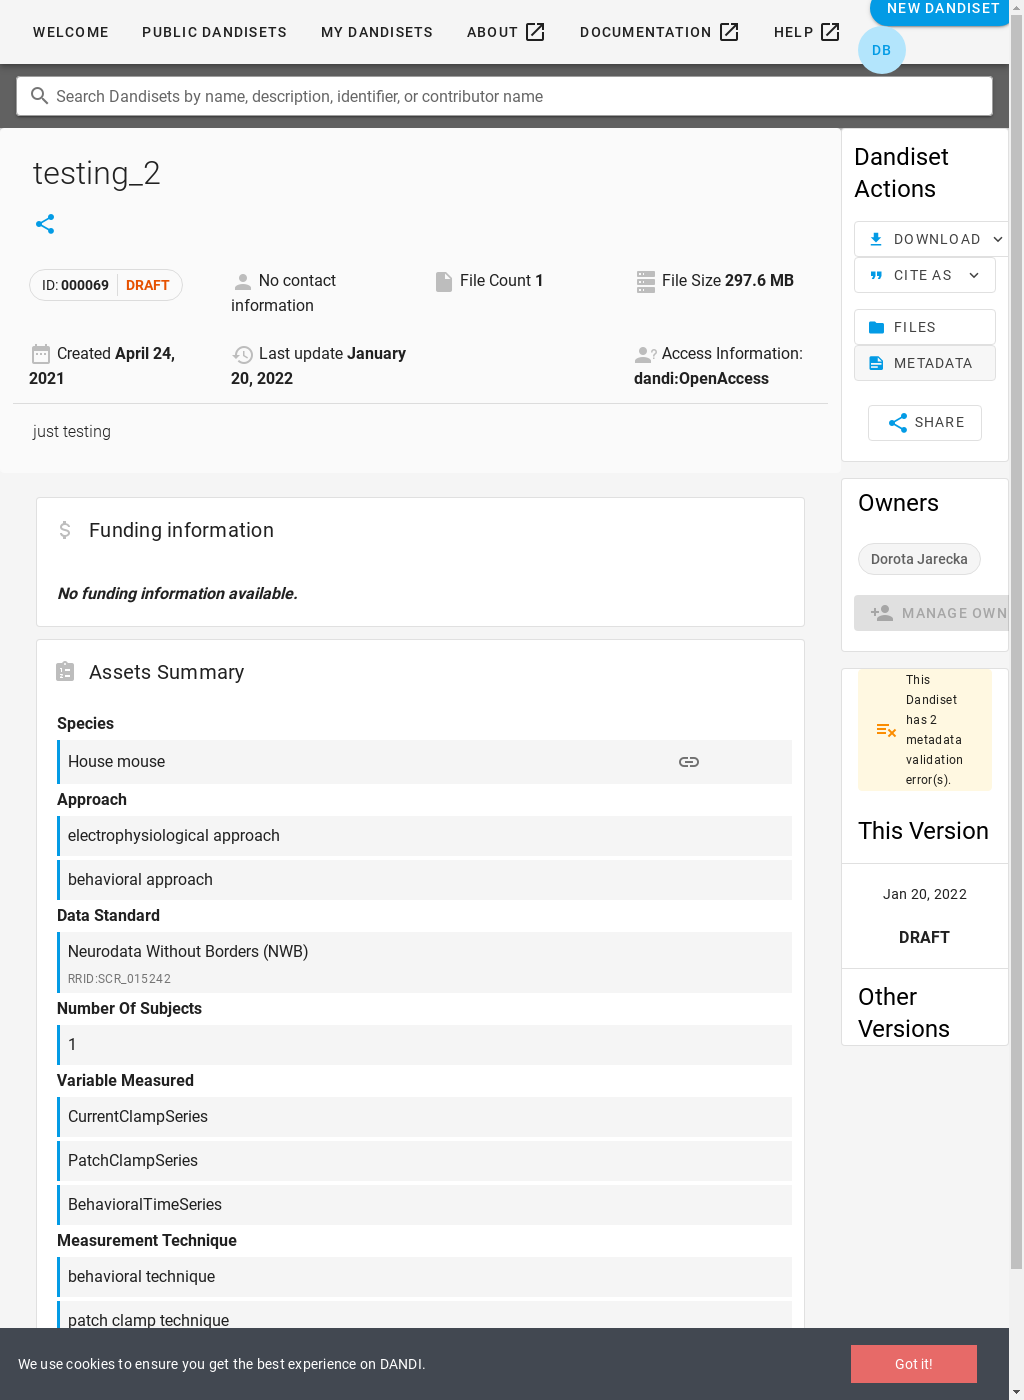 WELCOME PUBLIC DANDISETS MY DANDISETS ABOUT DOCUMENTATION HELP NEW DANDISET
DB
Search Dandisets by name, description, identifier, or contributor name
testing_2
ID: 000069 DRAFT
No contact
information
File Count 1
File Size 297.6 MB
Created April 24,
2021
Last update January
20, 2022
Access Information:
dandi:OpenAccess
just testing
Funding information
No funding information available.
Assets Summary
Species
House mouse
Approach
electrophysiological approach
behavioral approach
Data Standard
Neurodata Without Borders (NWB)
RRID:SCR_015242
Number Of Subjects
1
Variable Measured
CurrentClampSeries
PatchClampSeries
BehavioralTimeSeries
Measurement Technique
behavioral technique
patch clamp technique
Dandiset
Actions
DOWNLOAD
CITE AS
FILES
METADATA
SHARE
Owners
Dorota Jarecka
MANAGE OWN
This
Dandiset
has 2
metadata
validation
error(s).
This Version
Jan 20, 2022
DRAFT
Other
Versions
We use cookies to ensure you get the best experience on DANDI.
Got it!